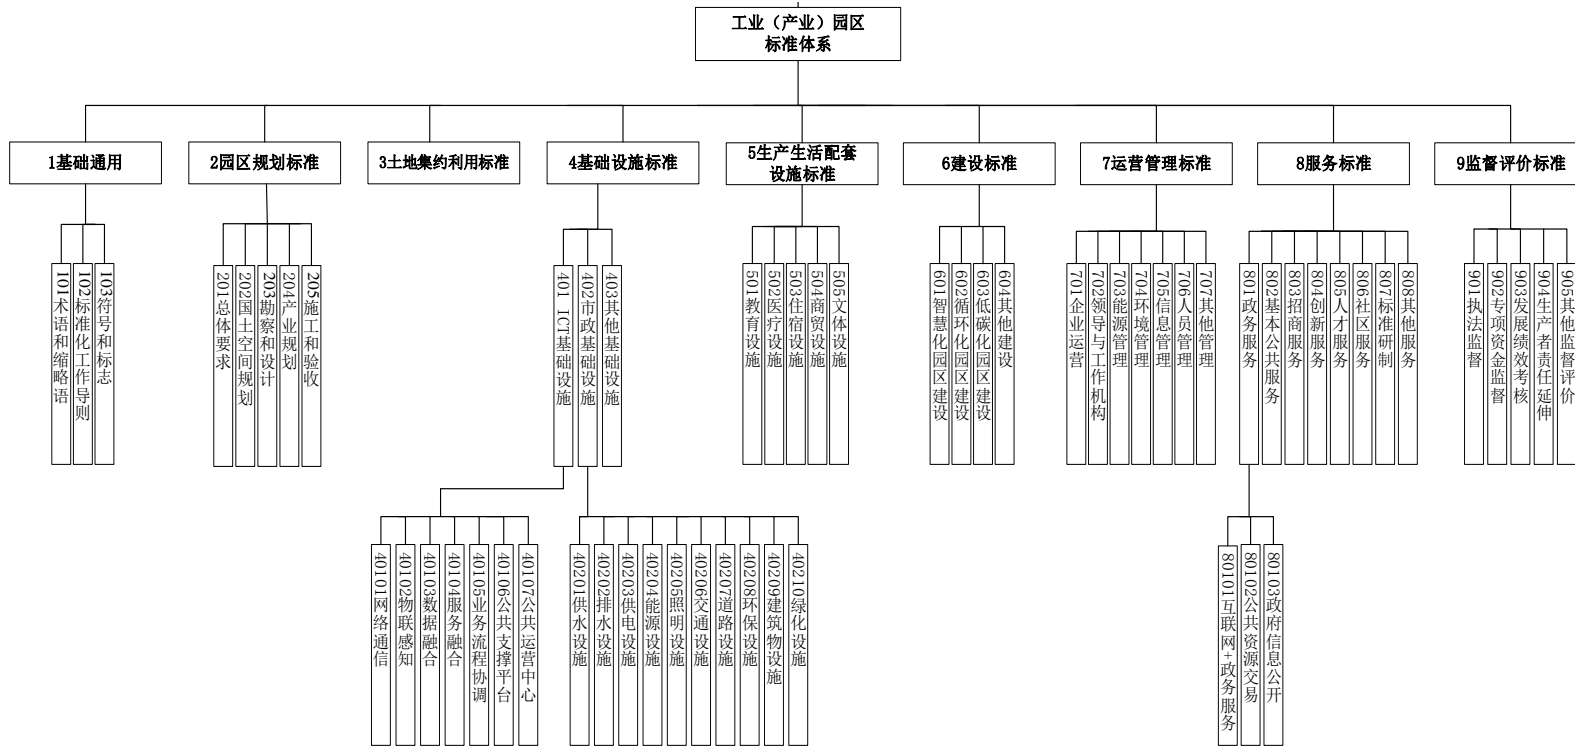 工业（产业）园区
标准体系
1基础通用
2园区规划标准
3土地集约利用标准
4基础设施标准
5生产生活配套
设施标准
6建设标准
7运营管理标准
8服务标准
9监督评价标准
101术语和缩略语
102标准化工作导则
103符号和标志
201总体要求
202国土空间规划
203勘察和设计
204产业规划
205施工和验收
401 ICT基础设施
402市政基础设施
403其他基础设施
501教育设施
502医疗设施
503住宿设施
504商贸设施
505文体设施
601智慧化园区建设
602循环化园区建设
603低碳化园区建设
604其他建设
701企业运营
702领导与工作机构
703能源管理
704环境管理
705信息管理
706人员管理
707其他管理
801政务服务
802基本公共服务
803招商服务
804创新服务
805人才服务
806社区服务
807标准研制
808其他服务
901执法监督
902专项资金监督
903发展绩效考核
904生产者责任延伸
905其他监督评价
40101网络通信
40102物联感知
40103数据融合
40104服务融合
40105业务流程协调
40106公共支撑平台
40107公共运营中心
40201供水设施
40202排水设施
40203供电设施
40204能源设施
40205照明设施
40206交通设施
40207道路设施
40208环保设施
40209建筑物设施
40210绿化设施
80101互联网+政务服务
80102公共资源交易
80103政府信息公开